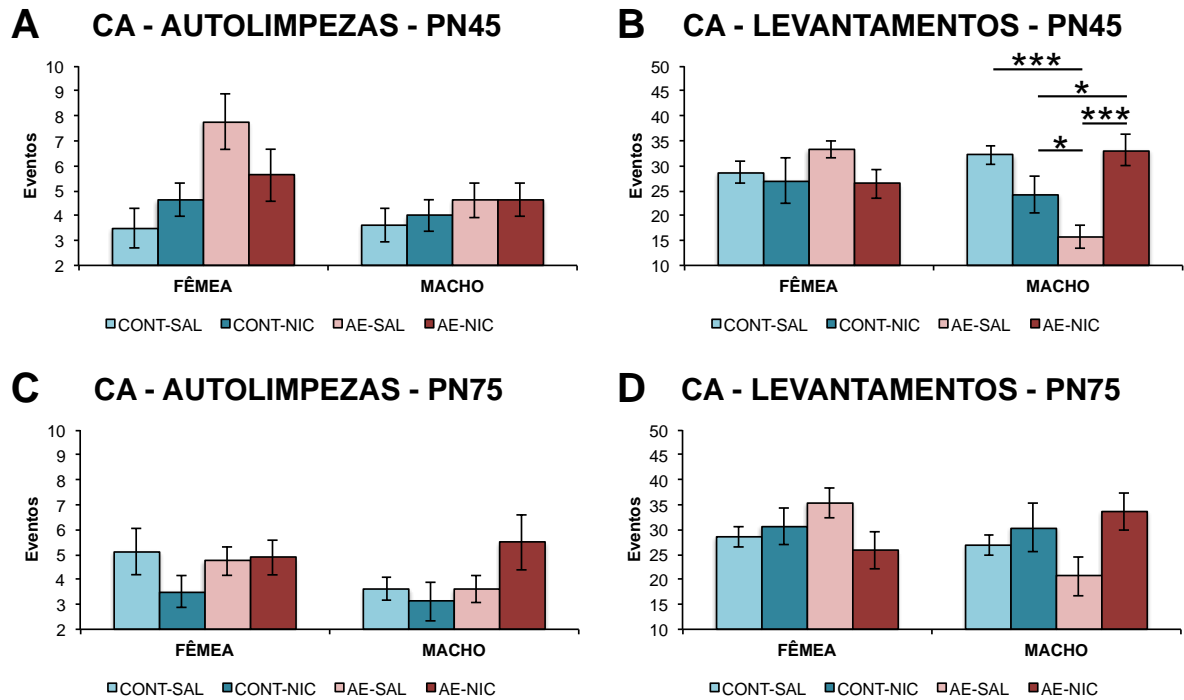 A CA - AUTOLIMPEZAS - PN45
10
9
8
7
6
5
4
3
2
Eventos
FÊMEA MACHO
CONT-SAL CONT-NIC AE-SAL AE-NIC
B CA - LEVANTAMENTOS - PN45
50
45
40
35
30
25
20
15
10
Eventos
***
*
***
*
FÊMEA MACHO
CONT-SAL CONT-NIC AE-SAL AE-NIC
C CA - AUTOLIMPEZAS - PN75
10
9
8
7
6
5
4
3
2
Eventos
FÊMEA MACHO
CONT-SAL CONT-NIC AE-SAL AE-NIC
D CA - LEVANTAMENTOS - PN75
50
45
40
35
30
25
20
15
10
Eventos
FÊMEA MACHO
CONT-SAL CONT-NIC AE-SAL AE-NIC